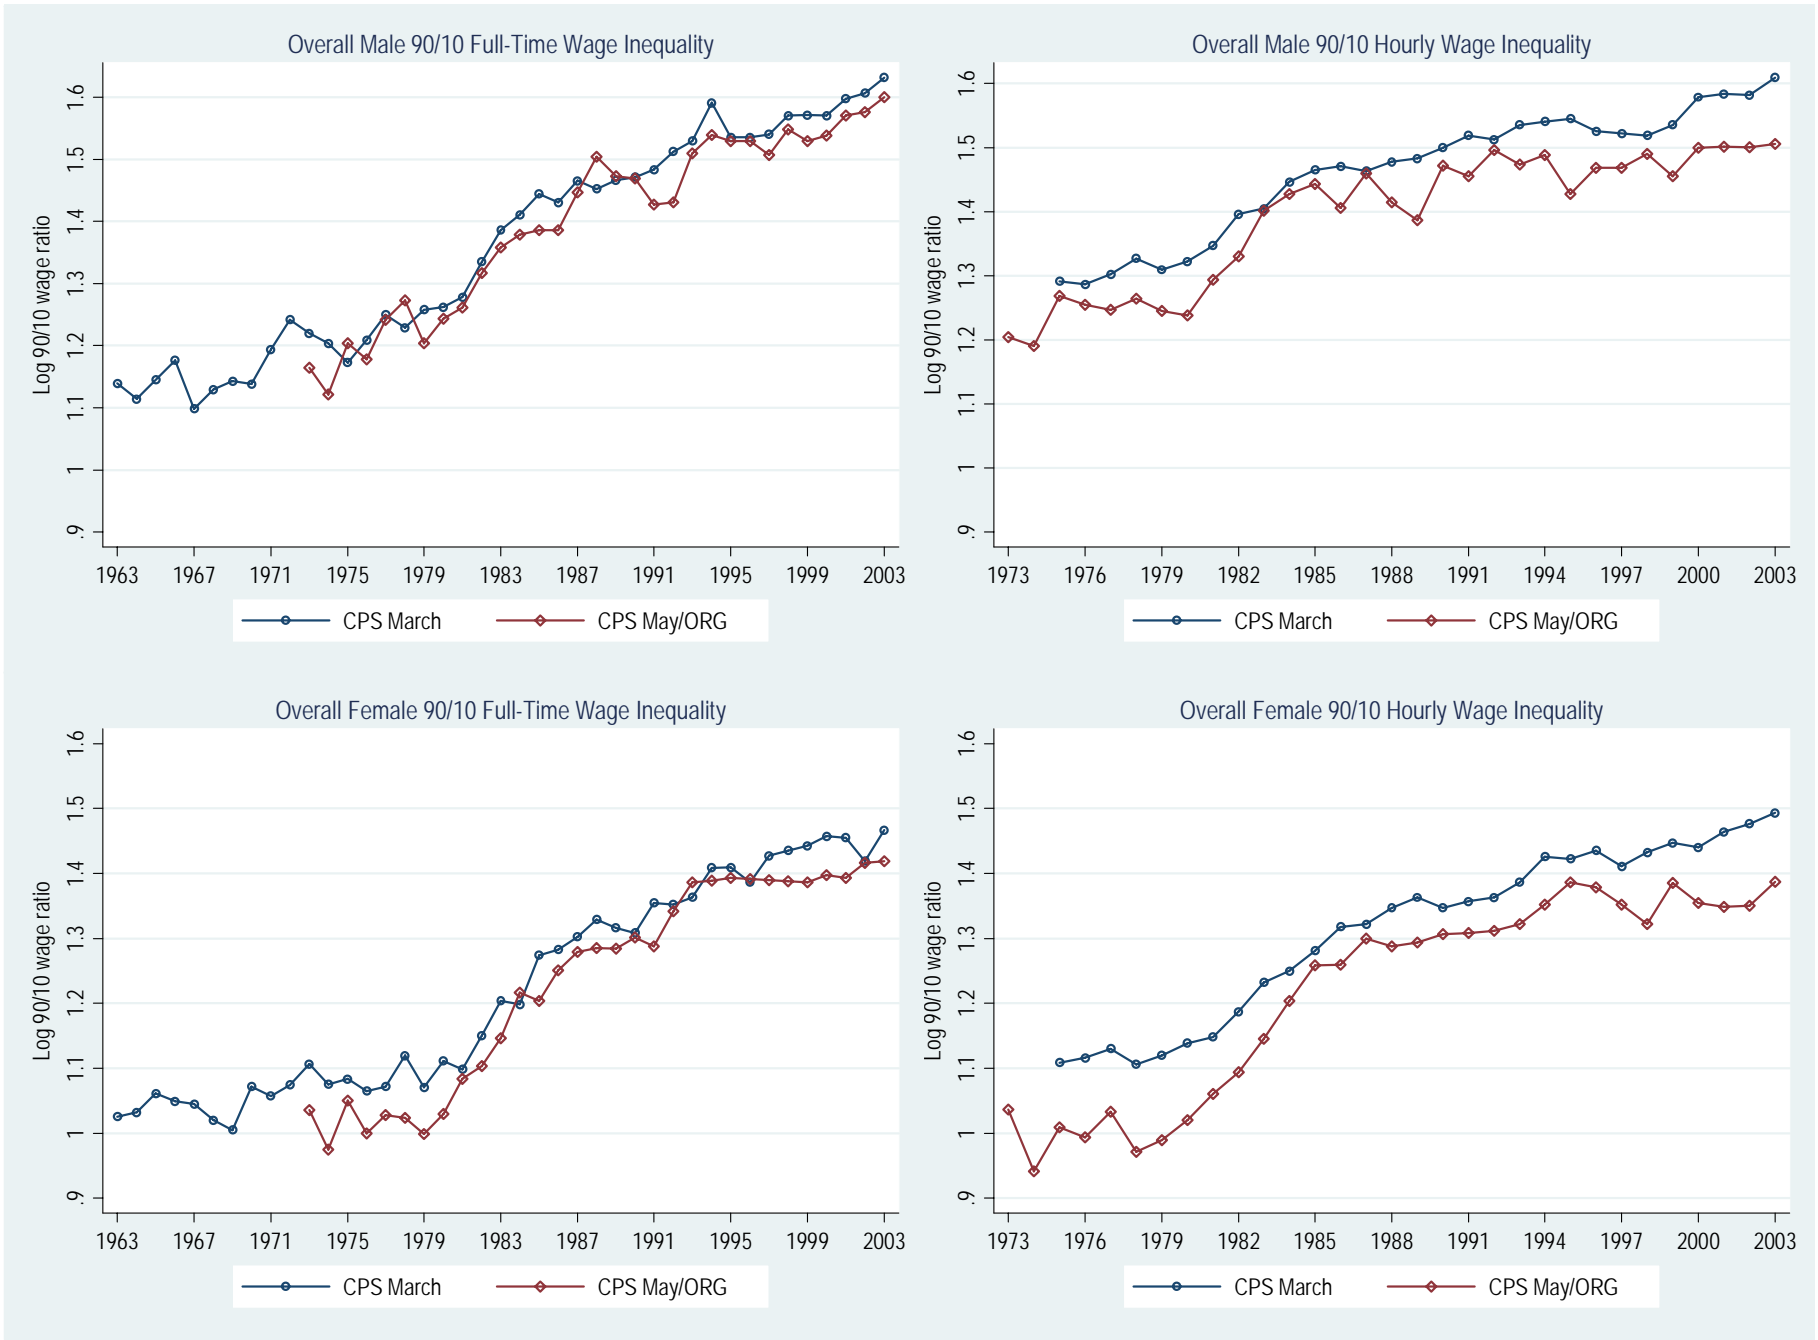 Overall Male 90/10 Full-Time Wage Inequality
Log 90/10 wage ratio
1.6
1.5
1.4
1.3
1.2
1.1
1
.9
1963 1967 1971 1975 1979 1983 1987 1991 1995 1999 2003
CPS March CPS May/ORG
Overall Male 90/10 Hourly Wage Inequality
Log 90/10 wage ratio
1.6
1.5
1.4
1.3
1.2
1.1
1
.9
1973 1976 1979 1982 1985 1988 1991 1994 1997 2000 2003
CPS March CPS May/ORG
Overall Female 90/10 Full-Time Wage Inequality
Log 90/10 wage ratio
1.6
1.5
1.4
1.3
1.2
1.1
1
.9
1963 1967 1971 1975 1979 1983 1987 1991 1995 1999 2003
CPS March CPS May/ORG
Overall Female 90/10 Hourly Wage Inequality
Log 90/10 wage ratio
1.6
1.5
1.4
1.3
1.2
1.1
1
.9
1973 1976 1979 1982 1985 1988 1991 1994 1997 2000 2003
CPS March CPS May/ORG